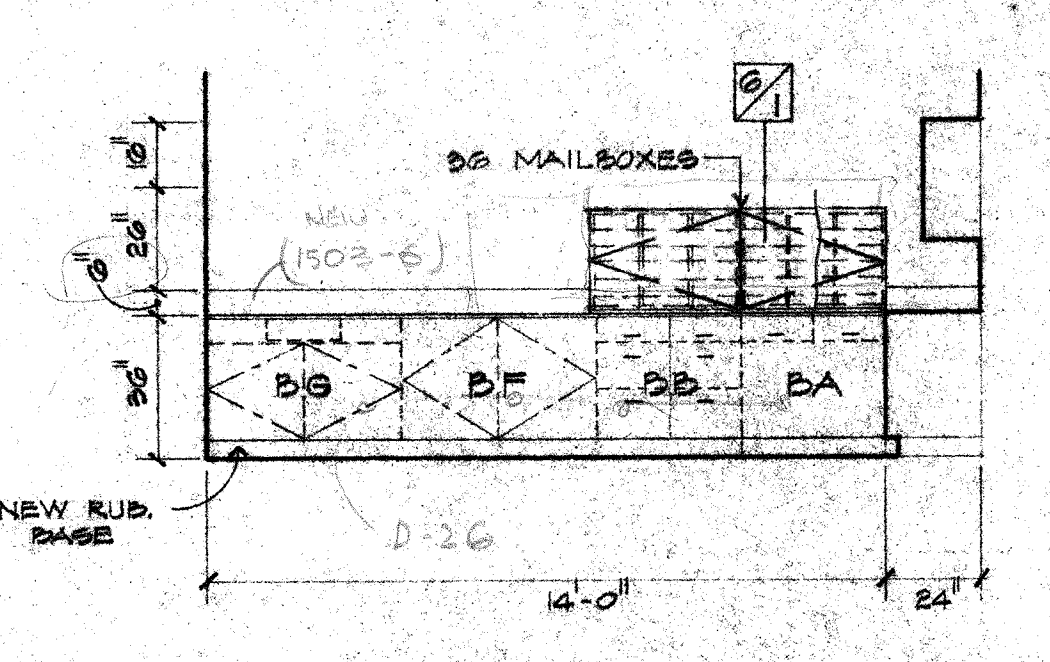 6
1
36 MAILBOXES
16"
26"
6"
36"
NEW
(1503-6)
BG
BF
BB
BA
NEW RUB.
BASE
D-26
14'-0"
24"